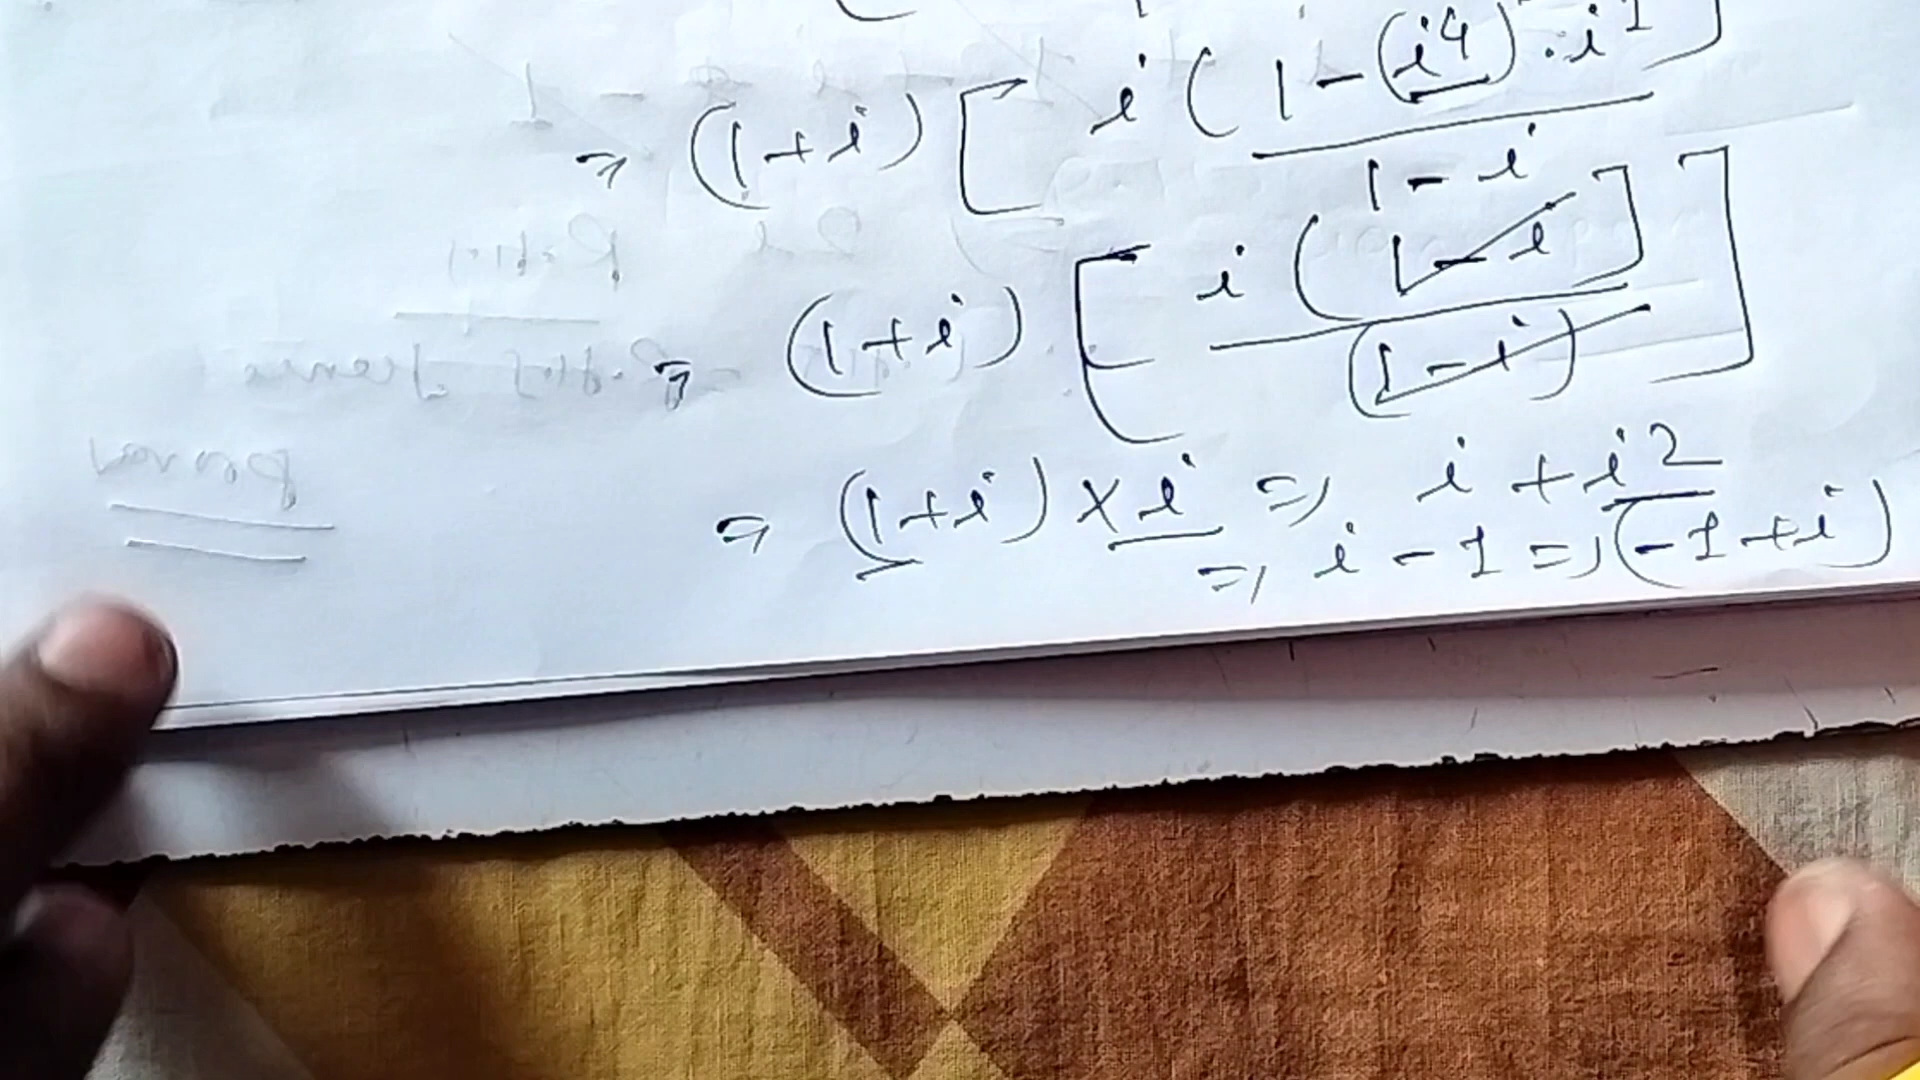 ⇒ (1+i) [ i ( 1 - (i⁴) · i¹ ]
1 - i
⇒ (1+i) [ i ( 1 - i ] ]
(1 - i)
⇒ (1+i) × i ⇒ i + i²
⇒ i - 1 ⇒ (-1 + i)